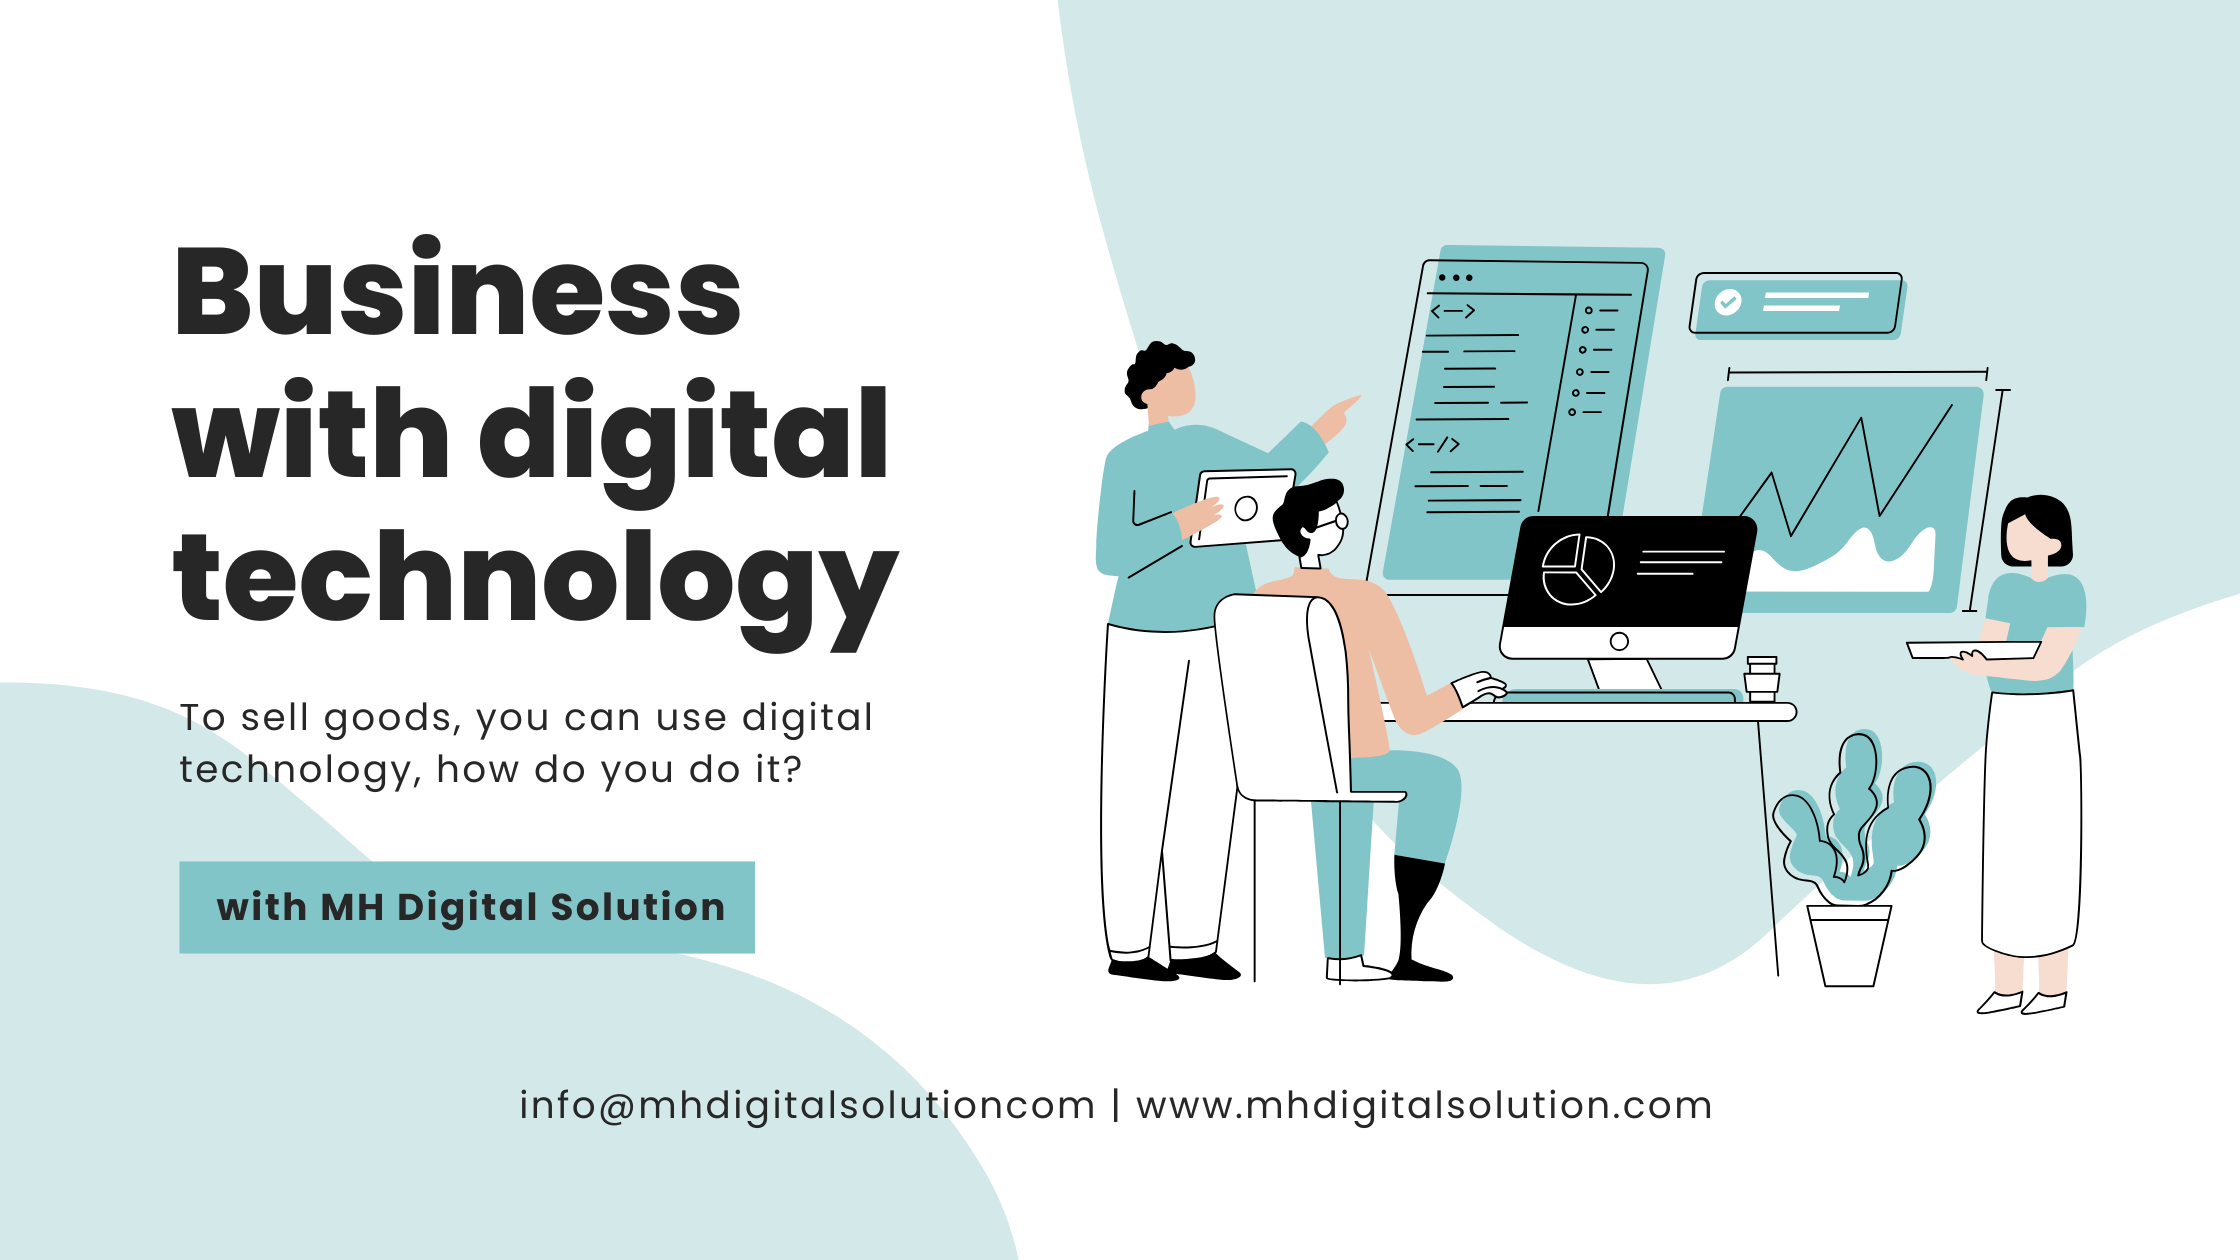 Business
with digital
technology
To sell goods, you can use digital
technology, how do you do it?
with MH Digital Solution
info@mhdigitalsolutioncom | www.mhdigitalsolution.com